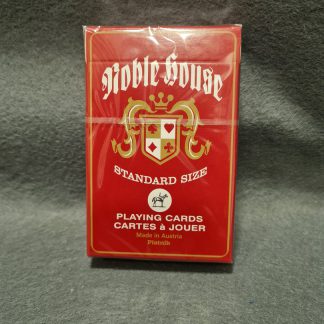 Noble House
STANDARD SIZE
PLAYING CARDS
CARTES à JOUER
Made in Austria
Piatnik